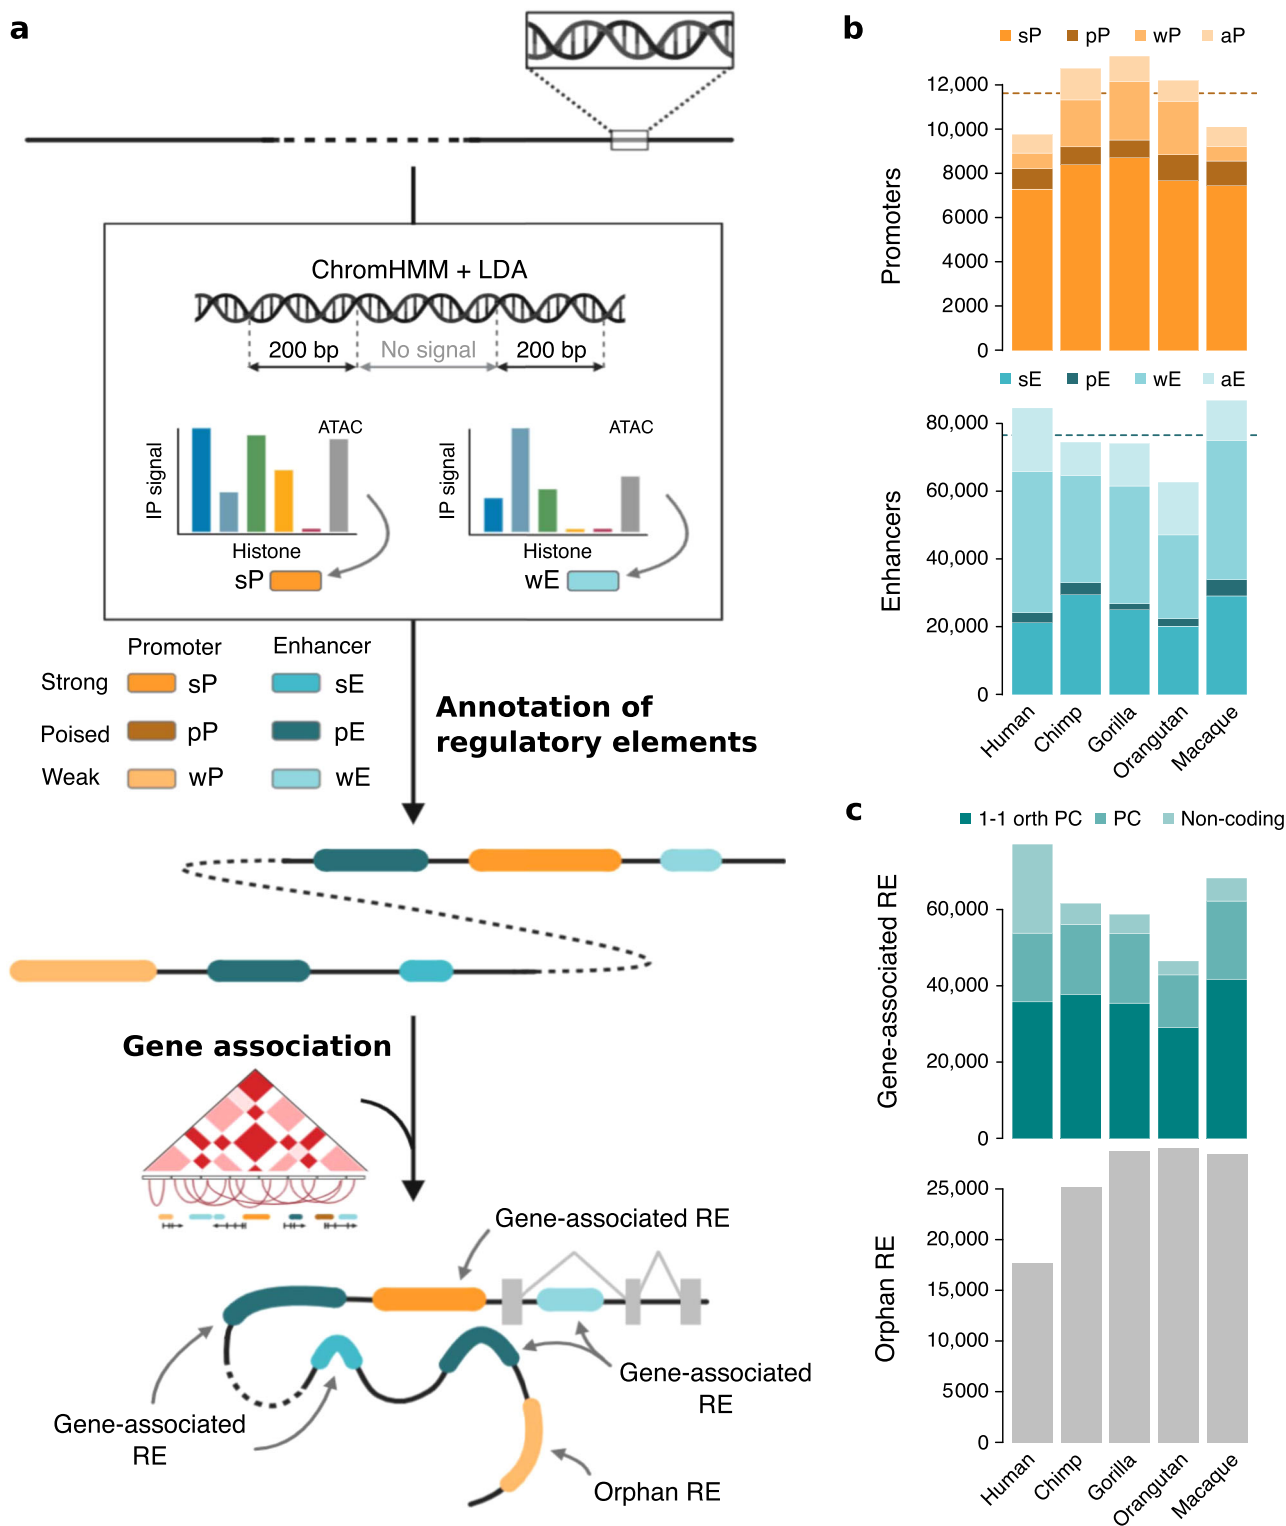 a
ChromHMM + LDA
200 bp
No signal
200 bp
IP signal
ATAC
Histone
sP
IP signal
ATAC
Histone
wE
Promoter
Enhancer
Strong
sP
sE
Poised
pP
pE
Weak
wP
wE
Annotation of
regulatory elements
Gene association
Gene-associated RE
Gene-associated
RE
Gene-associated
RE
Orphan RE
b
sP pP wP aP
Promoters
12,000
10,000
8000
6000
4000
2000
0
sE pE wE aE
Enhancers
80,000
60,000
40,000
20,000
0
Human
Chimp
Gorilla
Orangutan
Macaque
c
1-1 orth PC PC Non-coding
Gene-associated RE
60,000
40,000
20,000
0
Orphan RE
25,000
20,000
15,000
10,000
5000
0
Human
Chimp
Gorilla
Orangutan
Macaque